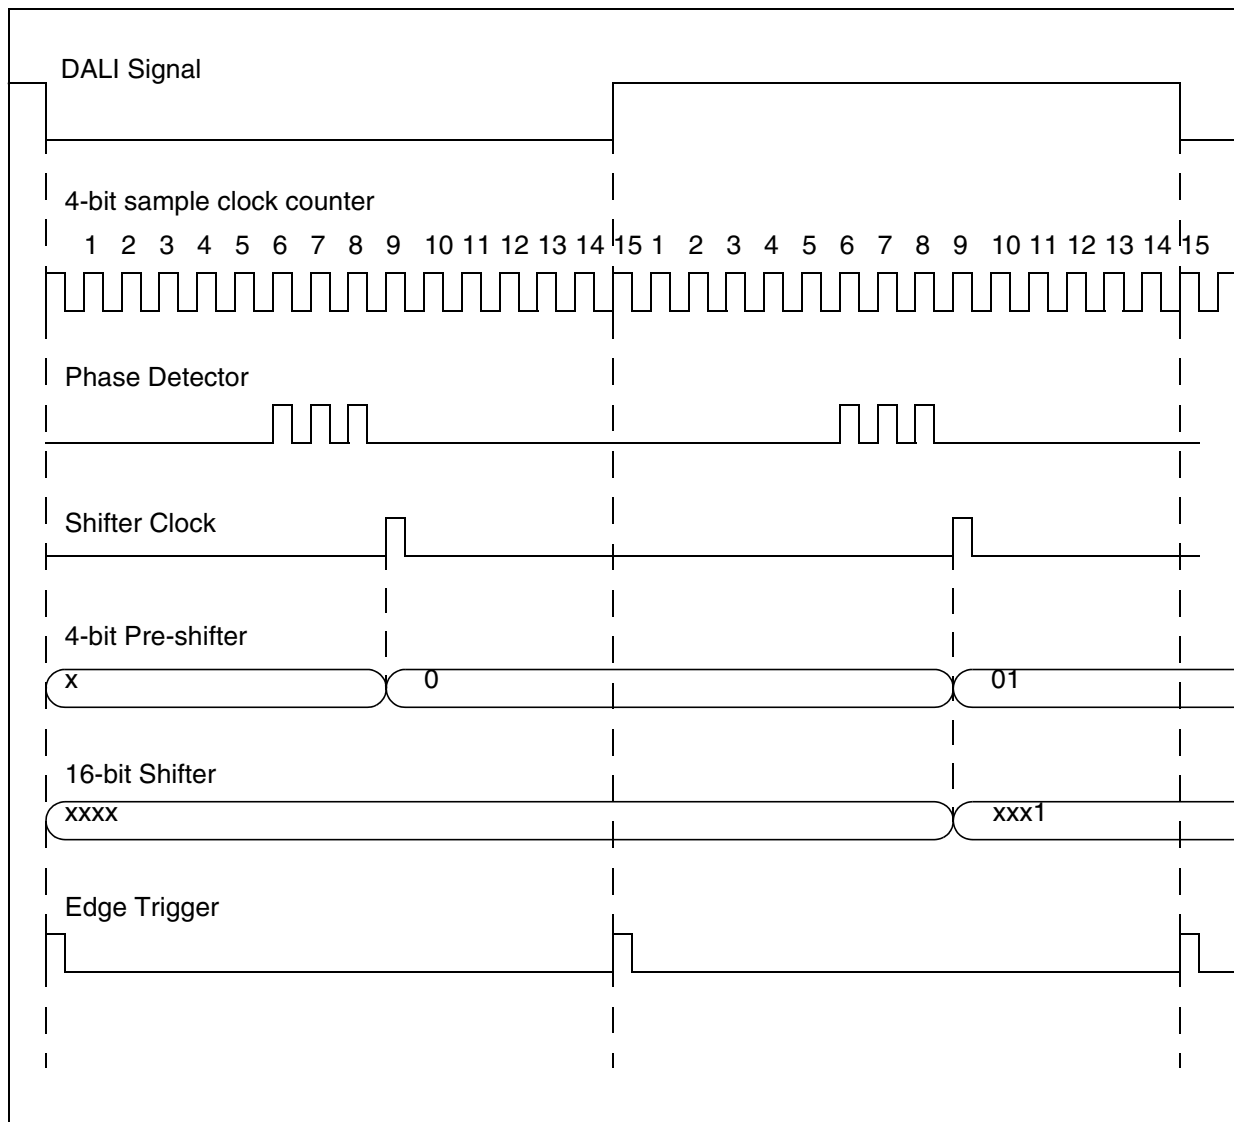 DALI Signal
4-bit sample clock counter
1 2 3 4 5 6 7 8 9 10 11 12 13 14 15 1 2 3 4 5 6 7 8 9 10 11 12 13 14 15
Phase Detector
Shifter Clock
4-bit Pre-shifter
x 0 01
16-bit Shifter
xxxx xxx1
Edge Trigger